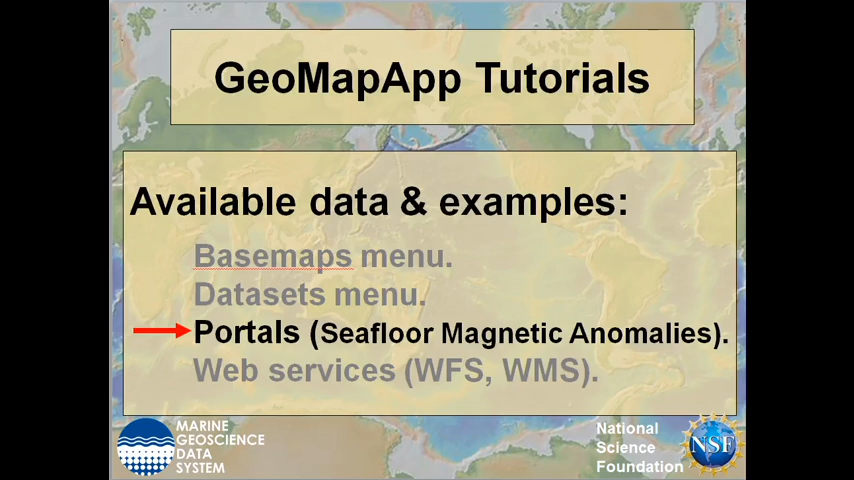 GeoMapApp Tutorials
Available data & examples:
Basemaps menu.
Datasets menu.
Portals (Seafloor Magnetic Anomalies).
Web services (WFS, WMS).
MARINE
GEOSCIENCE
DATA
SYSTEM
National
Science
Foundation
NSF